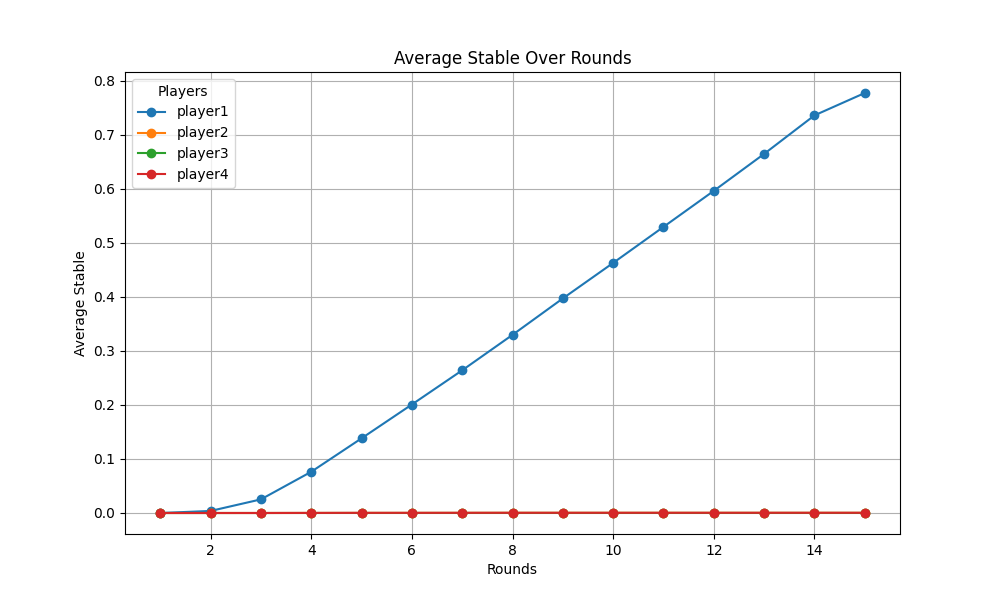 Average Stable Over Rounds
Players
player1
player2
player3
player4
Average Stable
0.8
0.7
0.6
0.5
0.4
0.3
0.2
0.1
0.0
2 4 6 8 10 12 14
Rounds